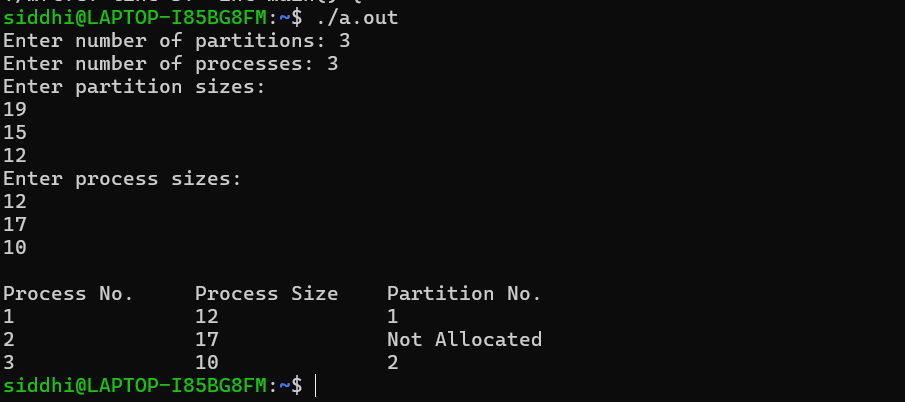 siddhi@LAPTOP-I85BG8FM:~$ ./a.out
Enter number of partitions: 3
Enter number of processes: 3
Enter partition sizes:
19
15
12
Enter process sizes:
12
17
10
Process No. Process Size Partition No.
1 12 1
2 17 Not Allocated
3 10 2
siddhi@LAPTOP-I85BG8FM:~$